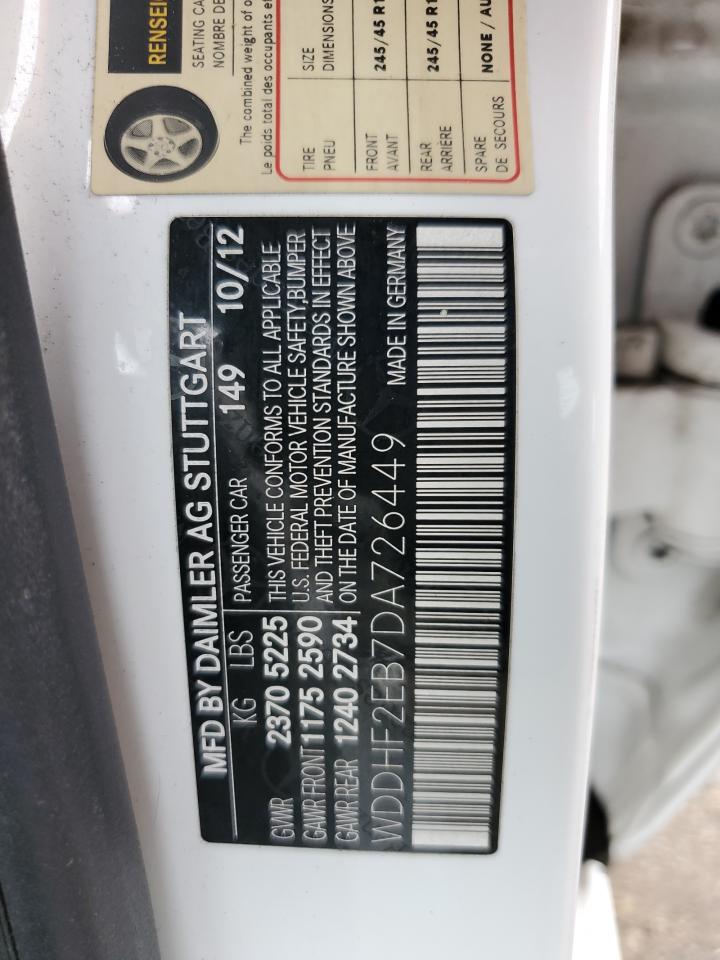 RENSEI
SEATING CA
NOMBRE DE
The combined weight of o
Le poids total des occupants et
TIRE SIZE
PNEU DIMENSIONS
FRONT 245/45 R1
AVANT
REAR 245/45 R1
ARRIÈRE
SPARE NONE / AU
DE SECOURS
MFD BY DAIMLER AG STUTTGART
KG LBS PASSENGER CAR 149 10/12
GVWR 2370 5225 THIS VEHICLE CONFORMS TO ALL APPLICABLE
U.S. FEDERAL MOTOR VEHICLE SAFETY,BUMPER
GAWR FRONT 1175 2590 AND THEFT PREVENTION STANDARDS IN EFFECT
GAWR REAR 1240 2734 ON THE DATE OF MANUFACTURE SHOWN ABOVE
WDDHF2EB7DA726449 MADE IN GERMANY